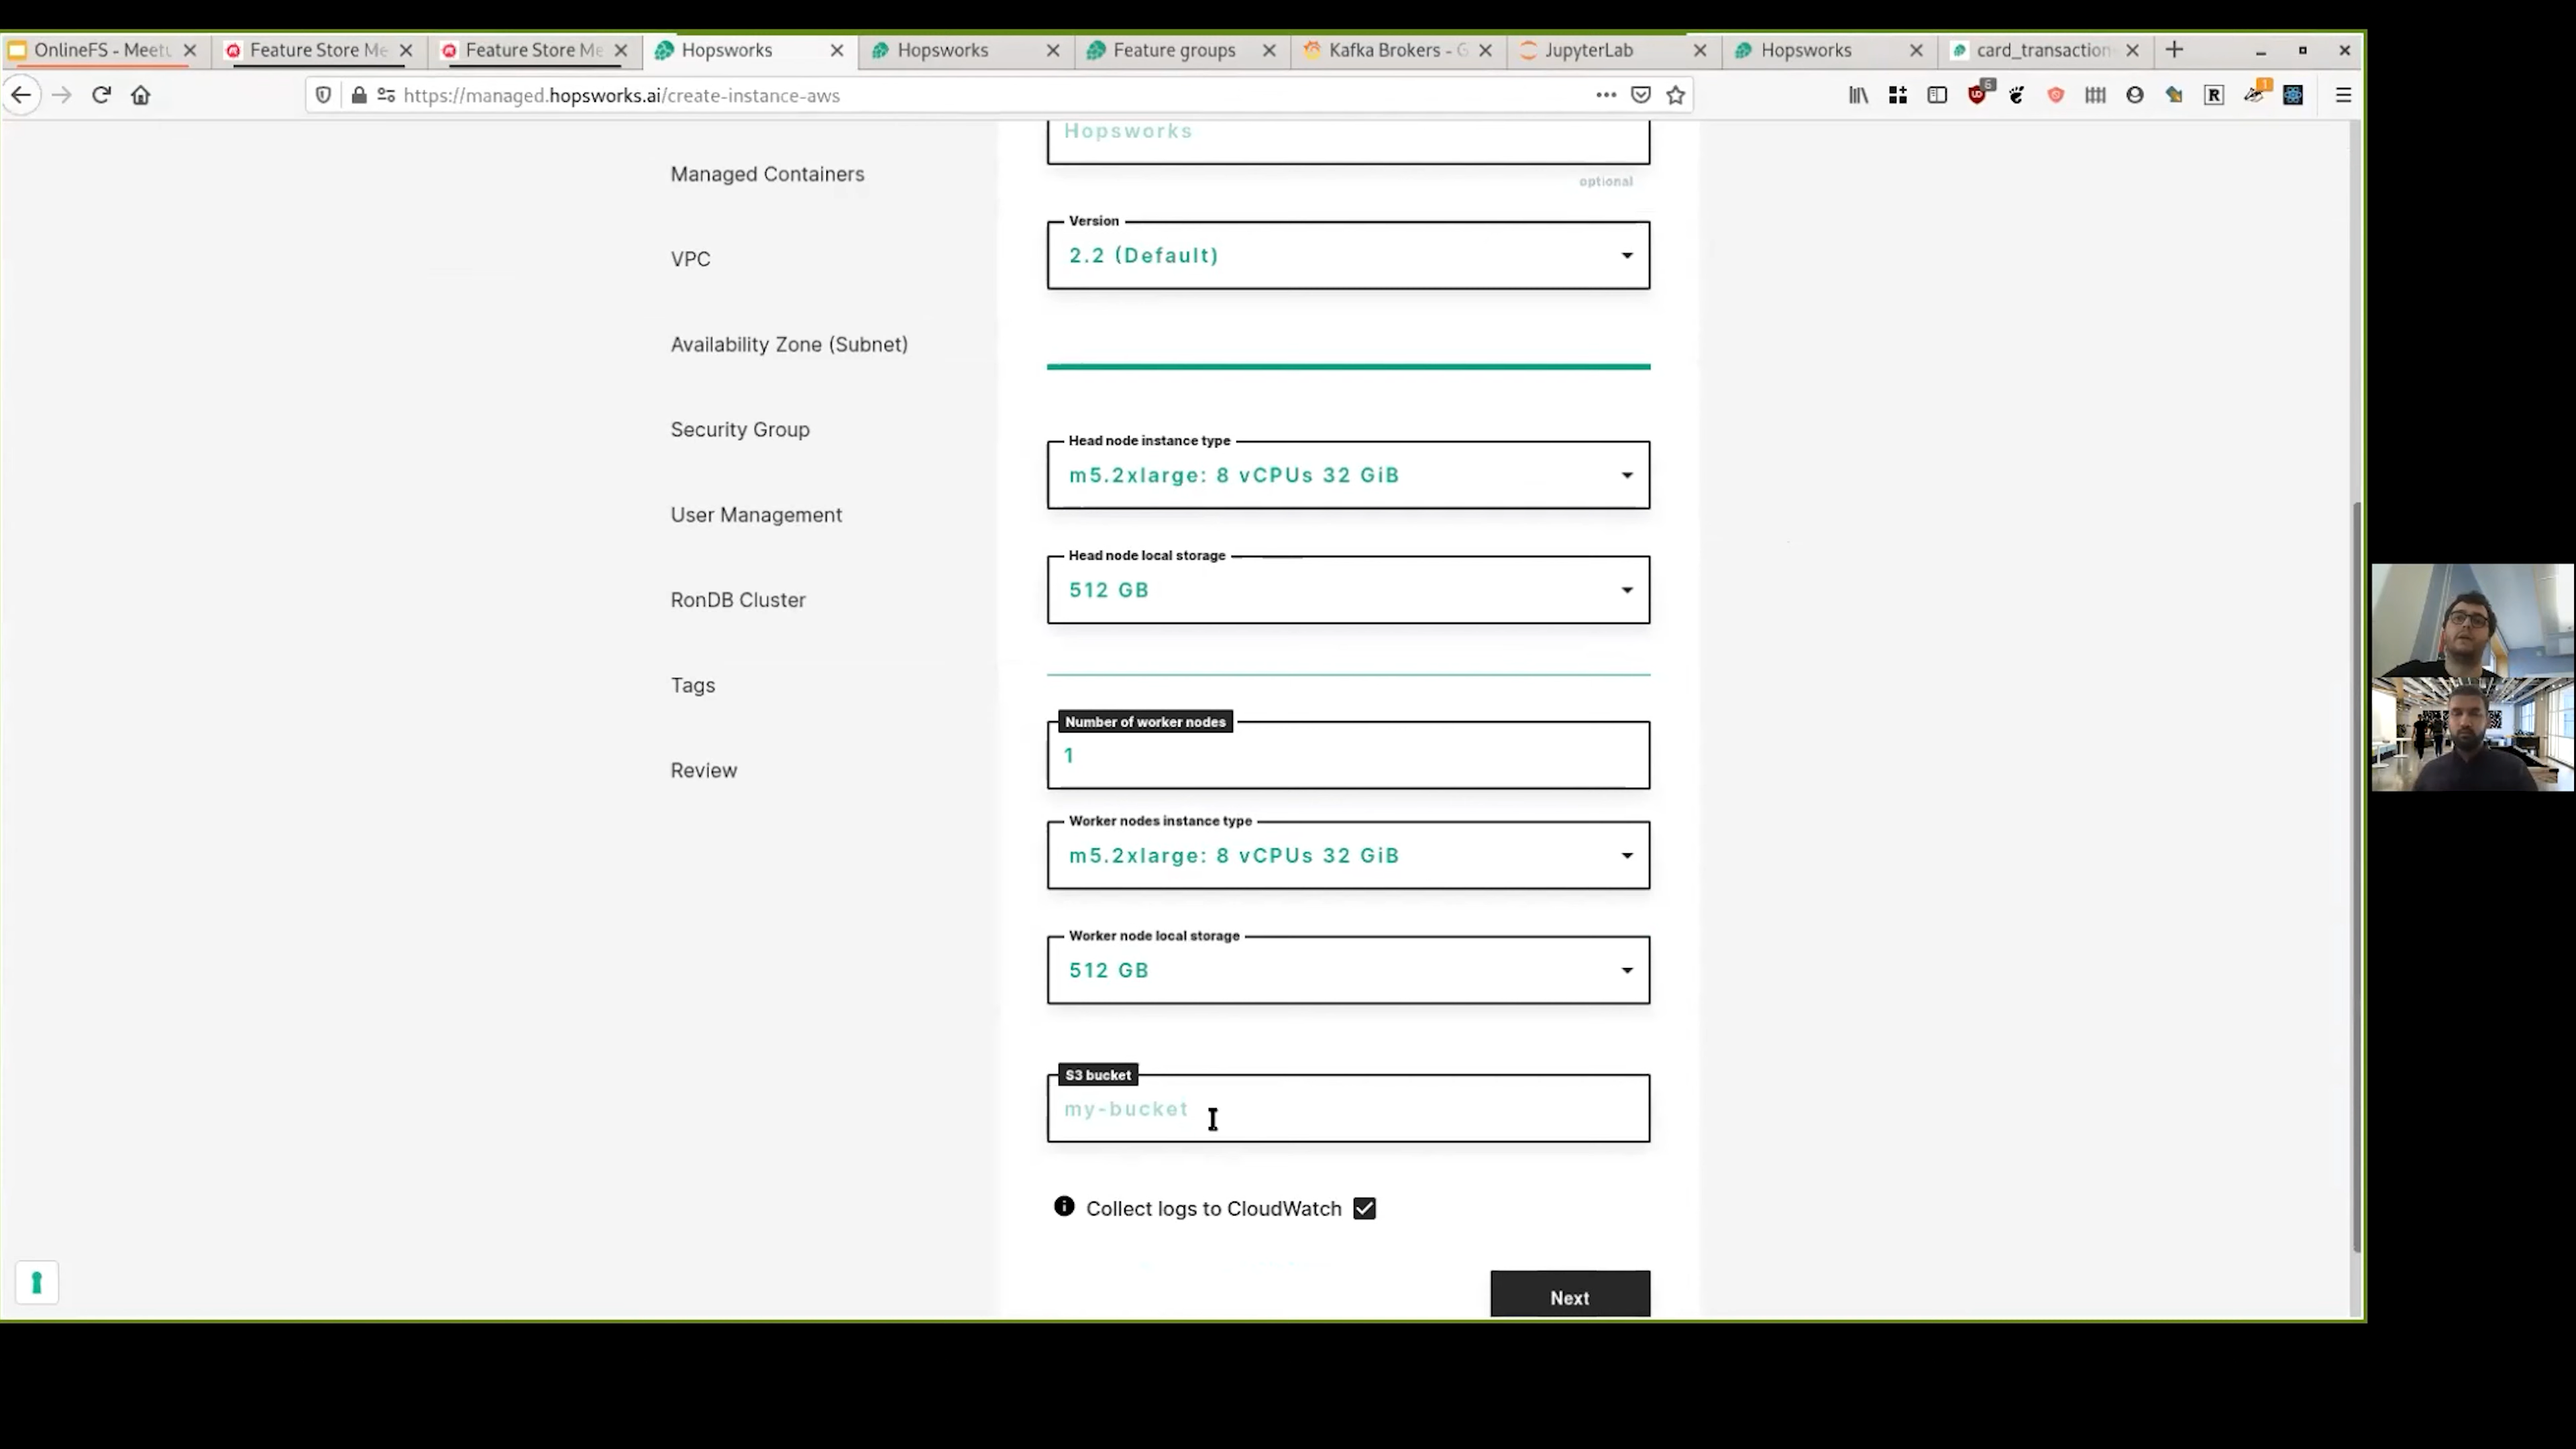 OnlineFS - Meetu
Feature Store Me
Feature Store Me
Hopsworks
Hopsworks
Feature groups
Kafka Brokers - G
JupyterLab
Hopsworks
card_transaction
https://managed.hopsworks.ai/create-instance-aws
6
R
1
Hopsworks
optional
Managed Containers
VPC
Availability Zone (Subnet)
Security Group
User Management
RonDB Cluster
Tags
Review
Version
2.2 (Default)
Head node instance type
m5.2xlarge: 8 vCPUs 32 GiB
Head node local storage
512 GB
Number of worker nodes
1
Worker nodes instance type
m5.2xlarge: 8 vCPUs 32 GiB
Worker node local storage
512 GB
S3 bucket
my-bucket
Collect logs to CloudWatch
Next